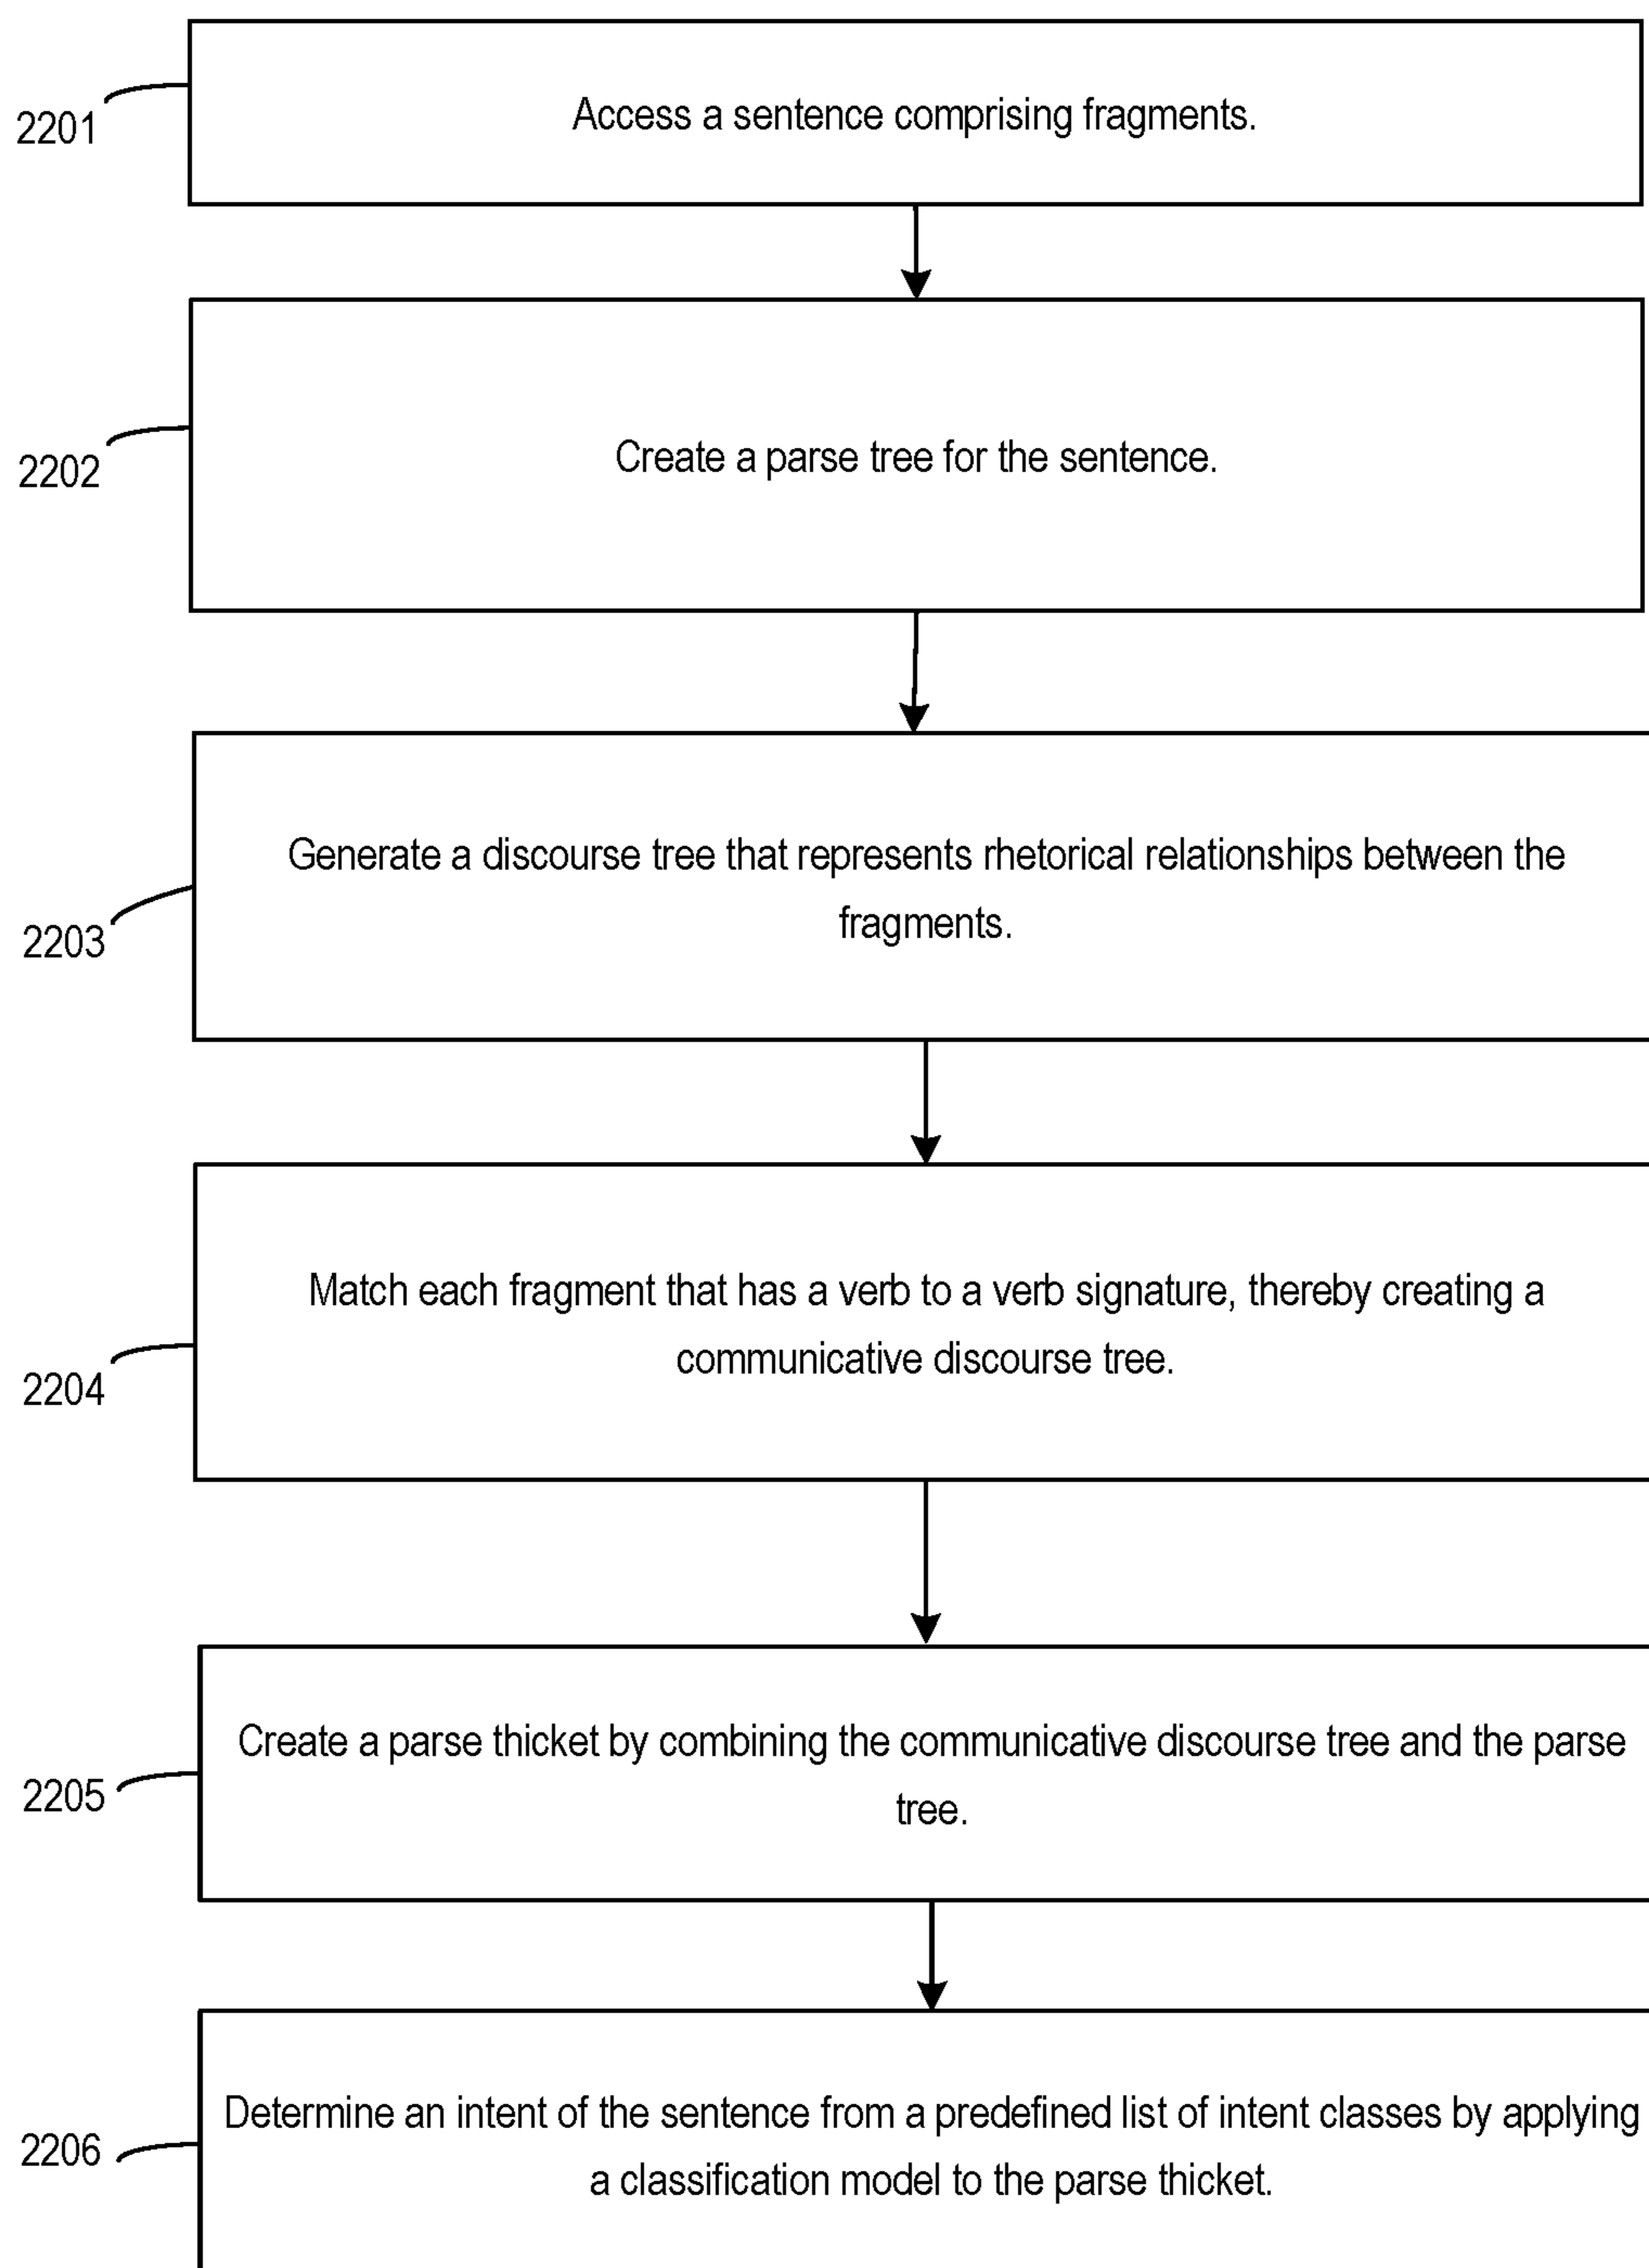 2201
Access a sentence comprising fragments.
2202
Create a parse tree for the sentence.
2203
Generate a discourse tree that represents rhetorical relationships between the
fragments.
2204
Match each fragment that has a verb to a verb signature, thereby creating a
communicative discourse tree.
2205
Create a parse thicket by combining the communicative discourse tree and the parse
tree.
2206
Determine an intent of the sentence from a predefined list of intent classes by applying
a classification model to the parse thicket.